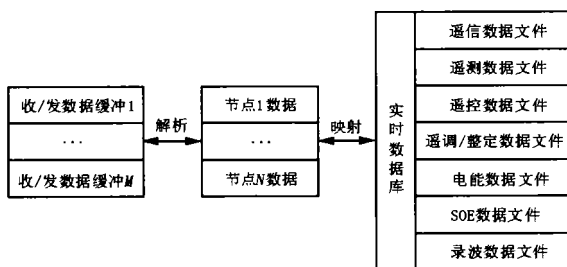 收/发数据缓冲1
...
收/发数据缓冲M
解析
节点1数据
...
节点N数据
映射
实时数据库
遥信数据文件
遥测数据文件
遥控数据文件
遥调/整定数据文件
电能数据文件
SOE数据文件
录波数据文件